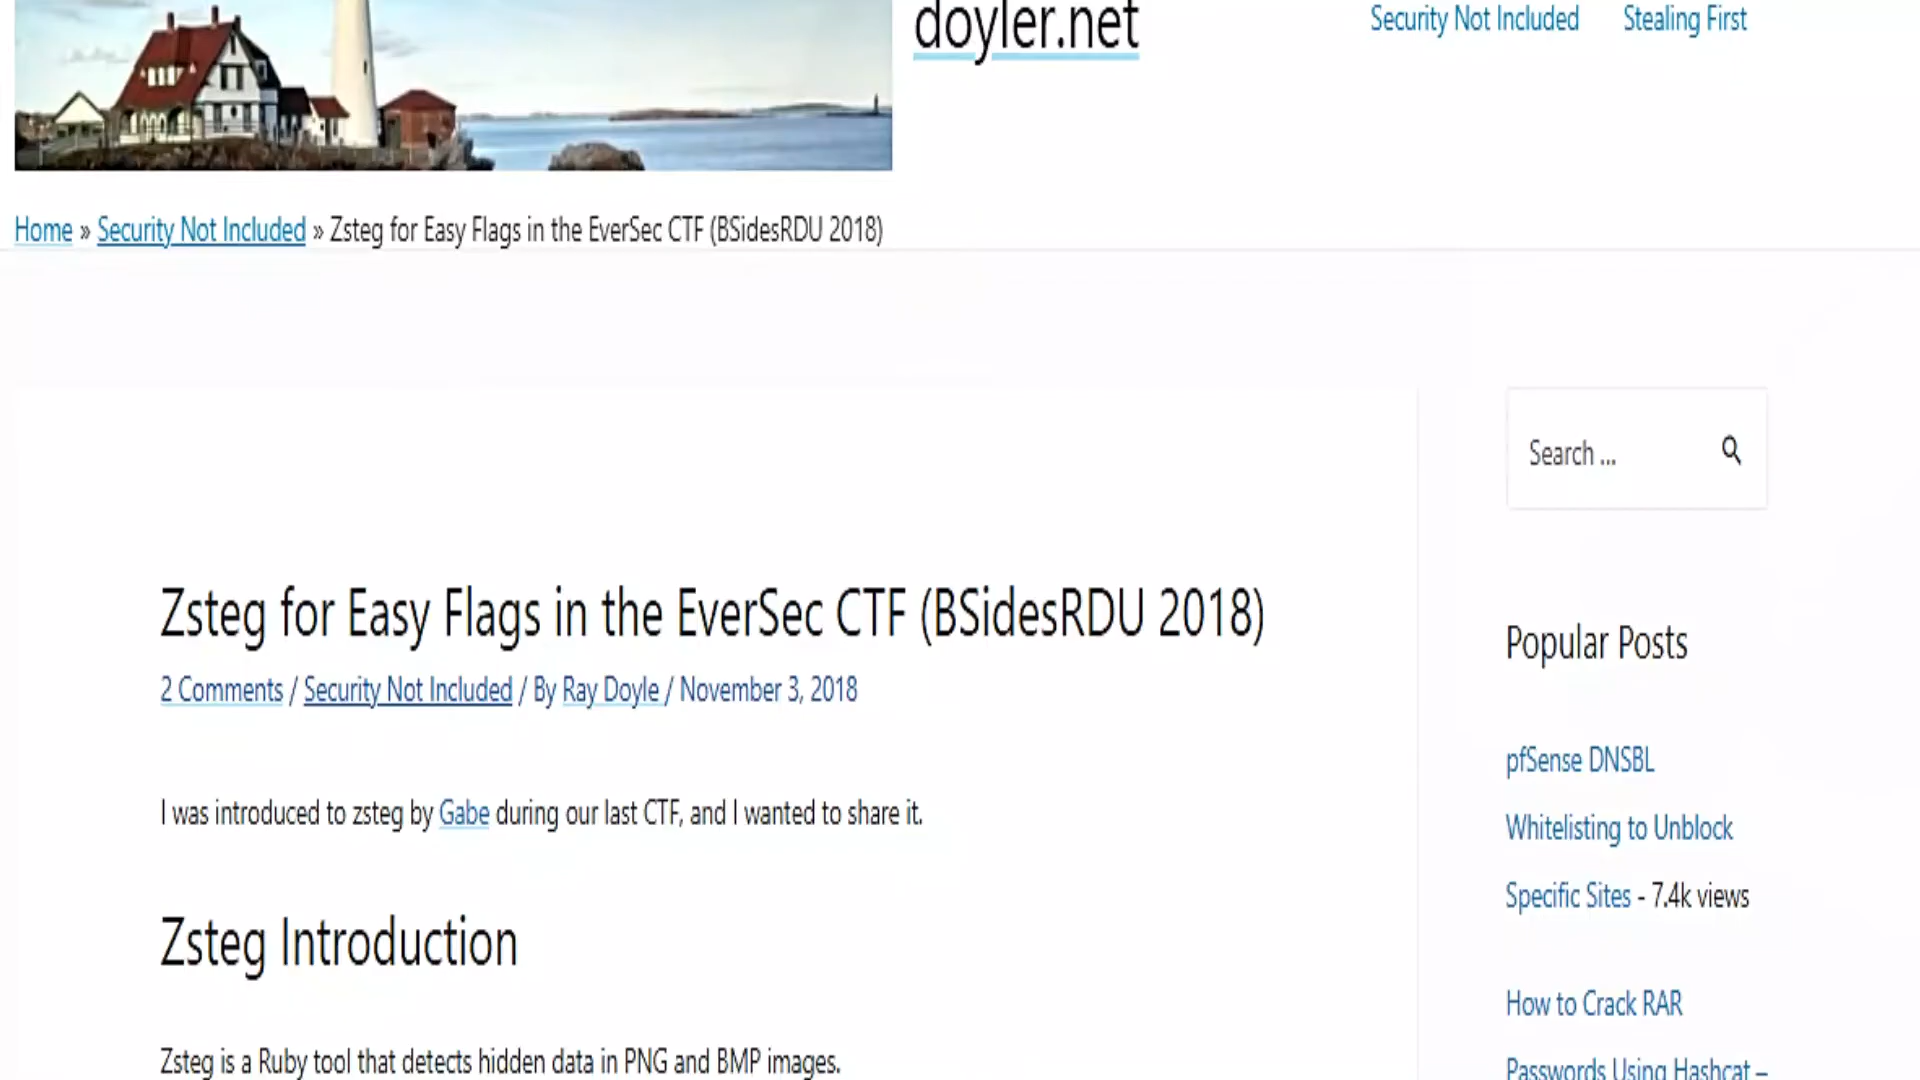 doyler.net
Security Not Included
Stealing First
Home » Security Not Included » Zsteg for Easy Flags in the EverSec CTF (BSidesRDU 2018)
Search ...
Zsteg for Easy Flags in the EverSec CTF (BSidesRDU 2018)
2 Comments / Security Not Included / By Ray Doyle / November 3, 2018
I was introduced to zsteg by Gabe during our last CTF, and I wanted to share it.
Zsteg Introduction
Zsteg is a Ruby tool that detects hidden data in PNG and BMP images.
Popular Posts
pfSense DNSBL
Whitelisting to Unblock
Specific Sites - 7.4k views
How to Crack RAR
Passwords Using Hashcat –